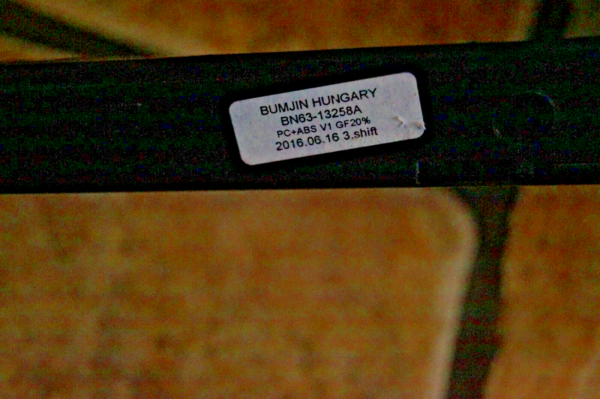 BUMJIN HUNGARY
BN63-13258A
PC+ABS V1 GF20%
2016.06.16 3.shift